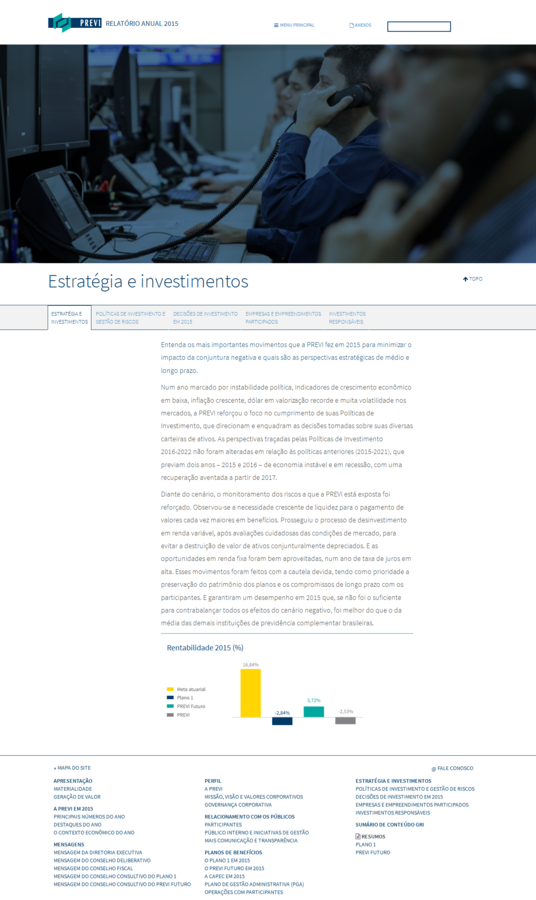 PREVI RELATÓRIO ANUAL 2015
MENU PRINCIPAL
ANEXOS
Estratégia e investimentos
TOPO
ESTRATÉGIA E
INVESTIMENTOS
POLÍTICAS DE INVESTIMENTO E
GESTÃO DE RISCOS
DECISÕES DE INVESTIMENTO
EM 2015
EMPRESAS E EMPREENDIMENTOS
PARTICIPADOS
INVESTIMENTOS
RESPONSÁVEIS
Entenda os mais importantes movimentos que a PREVI fez em 2015 para minimizar o
impacto da conjuntura negativa e quais são as perspectivas estratégicas de médio e
longo prazo.
Num ano marcado por instabilidade política, indicadores de crescimento econômico
em baixa, inflação crescente, dólar em valorização recorde e muita volatilidade nos
mercados, a PREVI reforçou o foco no cumprimento de suas Políticas de
Investimento, que direcionam e enquadram as decisões tomadas sobre suas diversas
carteiras de ativos. As perspectivas traçadas pelas Políticas de Investimento
2016-2022 não foram alteradas em relação às políticas anteriores (2015-2021), que
previam dois anos – 2015 e 2016 – de economia instável e em recessão, com uma
recuperação aventada a partir de 2017.
Diante do cenário, o monitoramento dos riscos a que a PREVI está exposta foi
reforçado. Observou-se a necessidade crescente de liquidez para o pagamento de
valores cada vez maiores em benefícios. Prosseguiu o processo de desinvestimento
em renda variável, após avaliações cuidadosas das condições de mercado, para
evitar a destruição de valor de ativos conjunturalmente depreciados. E as
oportunidades em renda fixa foram bem aproveitadas, num ano de taxa de juros em
alta. Esses movimentos foram feitos com a cautela devida, tendo como prioridade a
preservação do patrimônio dos planos e os compromissos de longo prazo com os
participantes. E garantiram um desempenho em 2015 que, se não foi o suficiente
para contrabalançar todos os efeitos do cenário negativo, foi melhor do que o da
média das demais instituições de previdência complementar brasileiras.
Rentabilidade 2015 (%)
Meta atuarial
Plano 1
PREVI Futuro
PREVI
-2,84%
+ MAPA DO SITE
@ FALE CONOSCO
APRESENTAÇÃO
MATERIALIDADE
GERAÇÃO DE VALOR
A PREVI EM 2015
PRINCIPAIS NÚMEROS DO ANO
DESTAQUES DO ANO
O CONTEXTO ECONÔMICO DO ANO
MENSAGENS
MENSAGEM DA DIRETORIA EXECUTIVA
MENSAGEM DO CONSELHO DELIBERATIVO
MENSAGEM DO CONSELHO FISCAL
MENSAGEM DO CONSELHO CONSULTIVO DO PLANO 1
MENSAGEM DO CONSELHO CONSULTIVO DO PREVI FUTURO
PERFIL
A PREVI
MISSÃO, VISÃO E VALORES CORPORATIVOS
GOVERNANÇA CORPORATIVA
RELACIONAMENTO COM OS PÚBLICOS
PARTICIPANTES
PÚBLICO INTERNO E INICIATIVAS DE GESTÃO
MAIS COMUNICAÇÃO E TRANSPARÊNCIA
PLANOS DE BENEFÍCIOS
O PLANO 1 EM 2015
O PREVI FUTURO EM 2015
A CAPEC EM 2015
PLANO DE GESTÃO ADMINISTRATIVA (PGA)
OPERAÇÕES COM PARTICIPANTES
ESTRATÉGIA E INVESTIMENTOS
POLÍTICAS DE INVESTIMENTO E GESTÃO DE RISCOS
DECISÕES DE INVESTIMENTO EM 2015
EMPRESAS E EMPREENDIMENTOS PARTICIPADOS
INVESTIMENTOS RESPONSÁVEIS
SUMÁRIO DE CONTEÚDO GRI
RESUMOS
PLANO 1
PREVI FUTURO